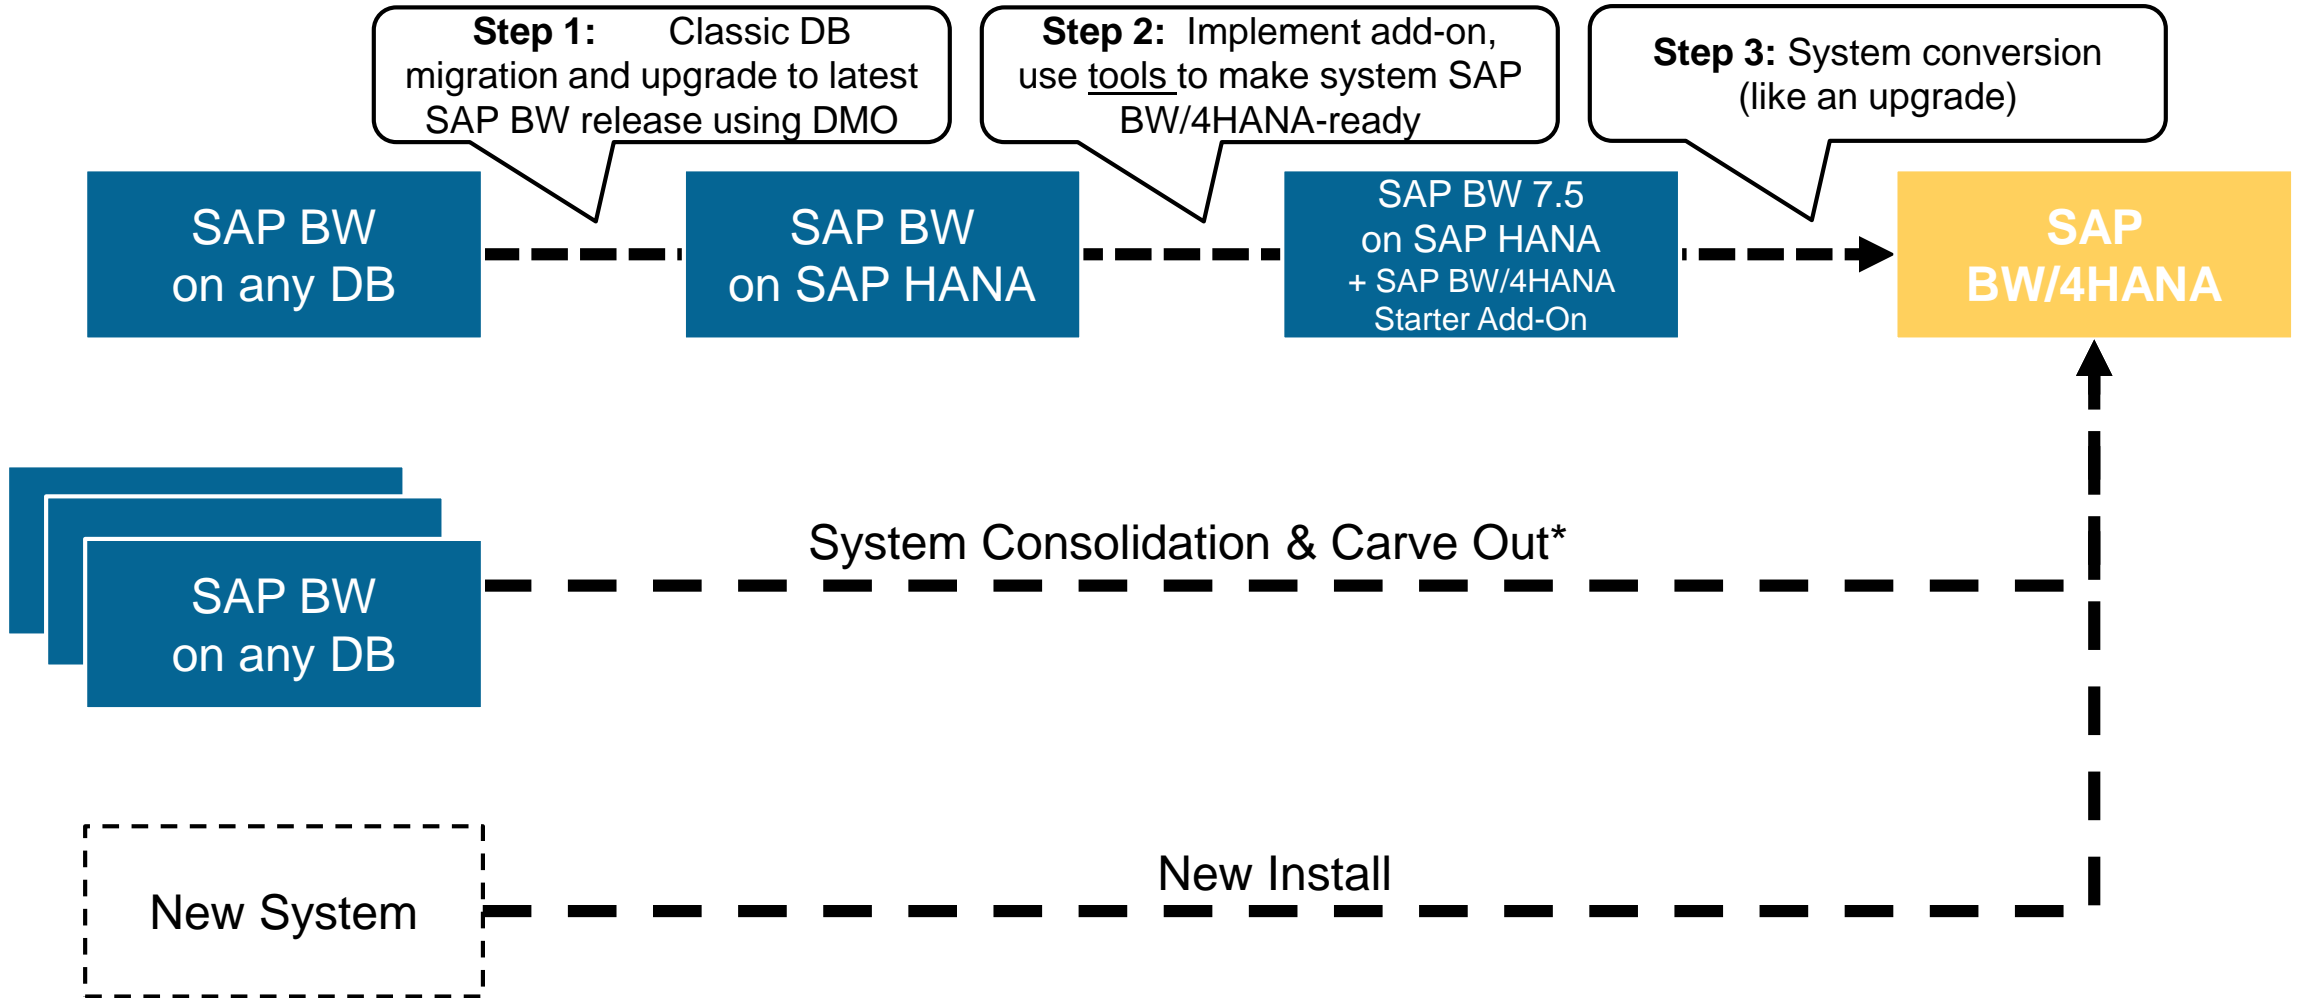 Step 1: Classic DB
migration and upgrade to latest
SAP BW release using DMO
Step 2: Implement add-on,
use tools to make system SAP
BW/4HANA-ready
Step 3: System conversion
(like an upgrade)
SAP BW
on any DB
SAP BW
on SAP HANA
SAP BW 7.5
on SAP HANA
+ SAP BW/4HANA
Starter Add-On
SAP
BW/4HANA
System Consolidation & Carve Out*
SAP BW
on any DB
New Install
New System